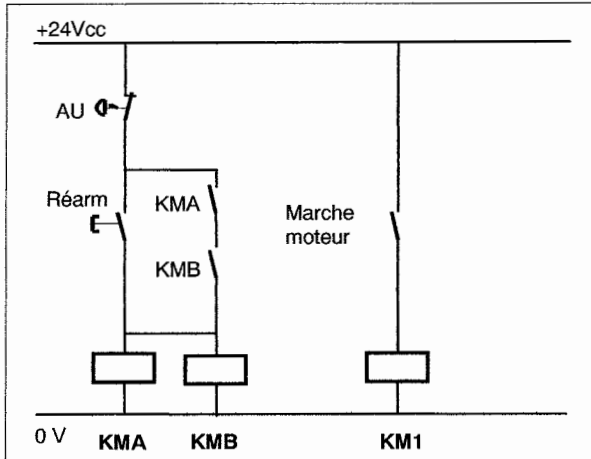 +24Vcc
AU
Réarm
KMA
Marche
moteur
KMB
0 V
KMA
KMB
KM1